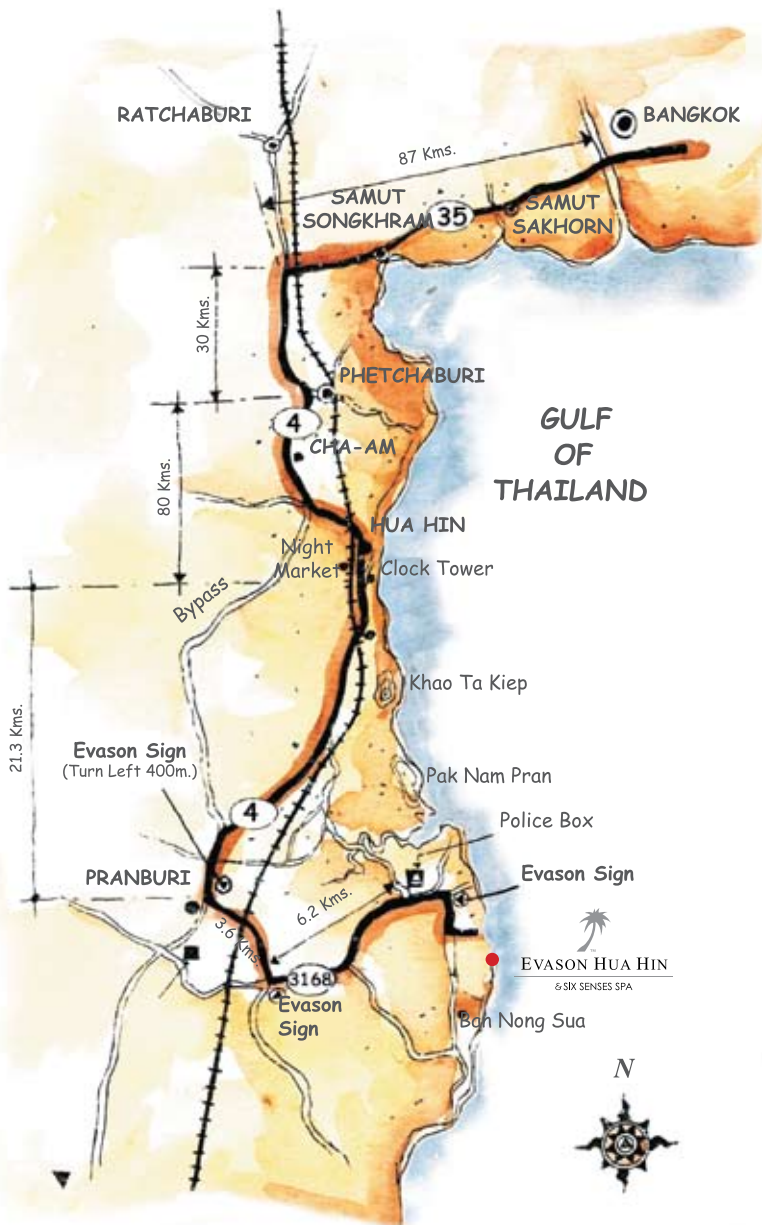 RATCHABURI
BANGKOK
87 Kms.
SAMUT
SONGKHRAM
35
SAMUT
SAKHORN
30 Kms.
PHETCHABURI
4
CHA-AM
GULF
OF
THAILAND
80 Kms.
HUA HIN
Night
Market
Clock Tower
Bypass
Khao Ta Kiep
21.3 Kms.
Evason Sign
(Turn Left 400m.)
Pak Nam Pran
4
Police Box
PRANBURI
Evason Sign
6.2 Kms.
3.6 Kms
EVASON HUA HIN
& SIX SENSES SPA
3168
Evason
Sign
Ban Nong Sua
N